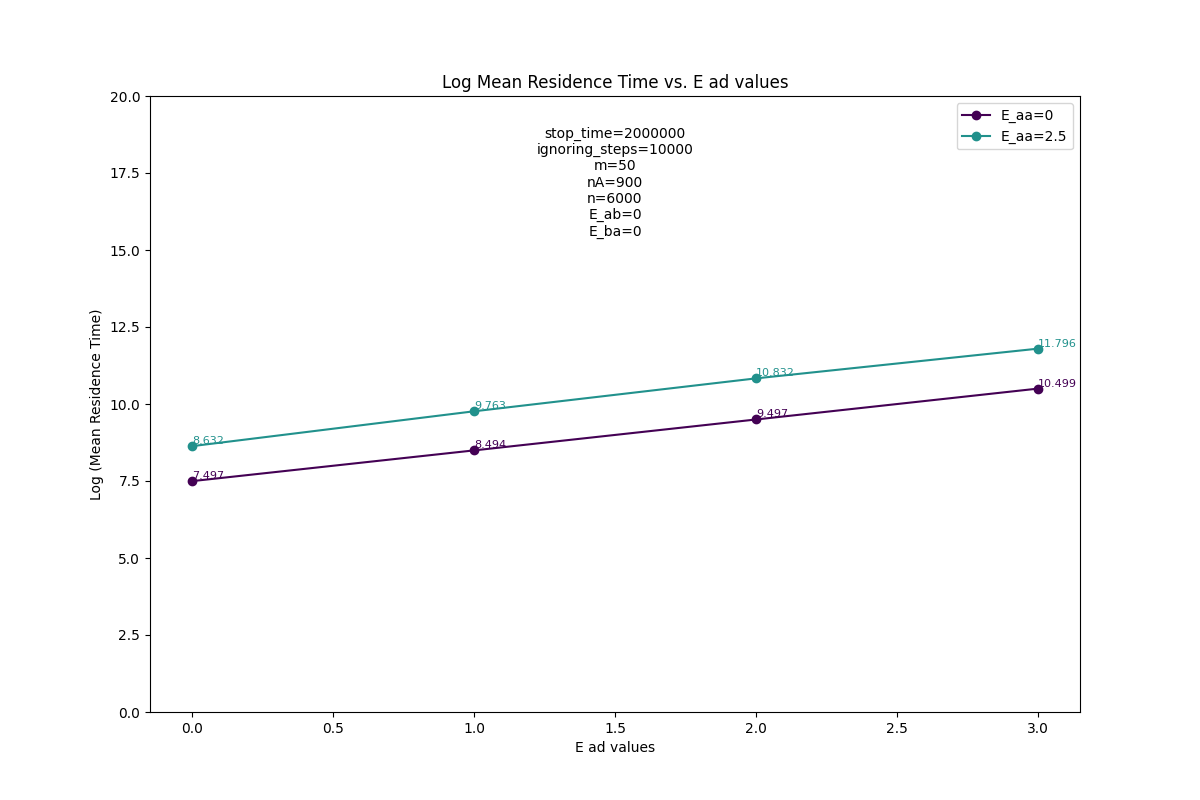 Log Mean Residence Time vs. E ad values
20.0
17.5
15.0
12.5
10.0
7.5
5.0
2.5
0.0
Log (Mean Residence Time)
stop_time=2000000
ignoring_steps=10000
m=50
nA=900
n=6000
E_ab=0
E_ba=0
E_aa=0
E_aa=2.5
8.632
9.763
10.832
11.796
7.497
8.494
9.497
10.499
0.0
0.5
1.0
1.5
2.0
2.5
3.0
E ad values